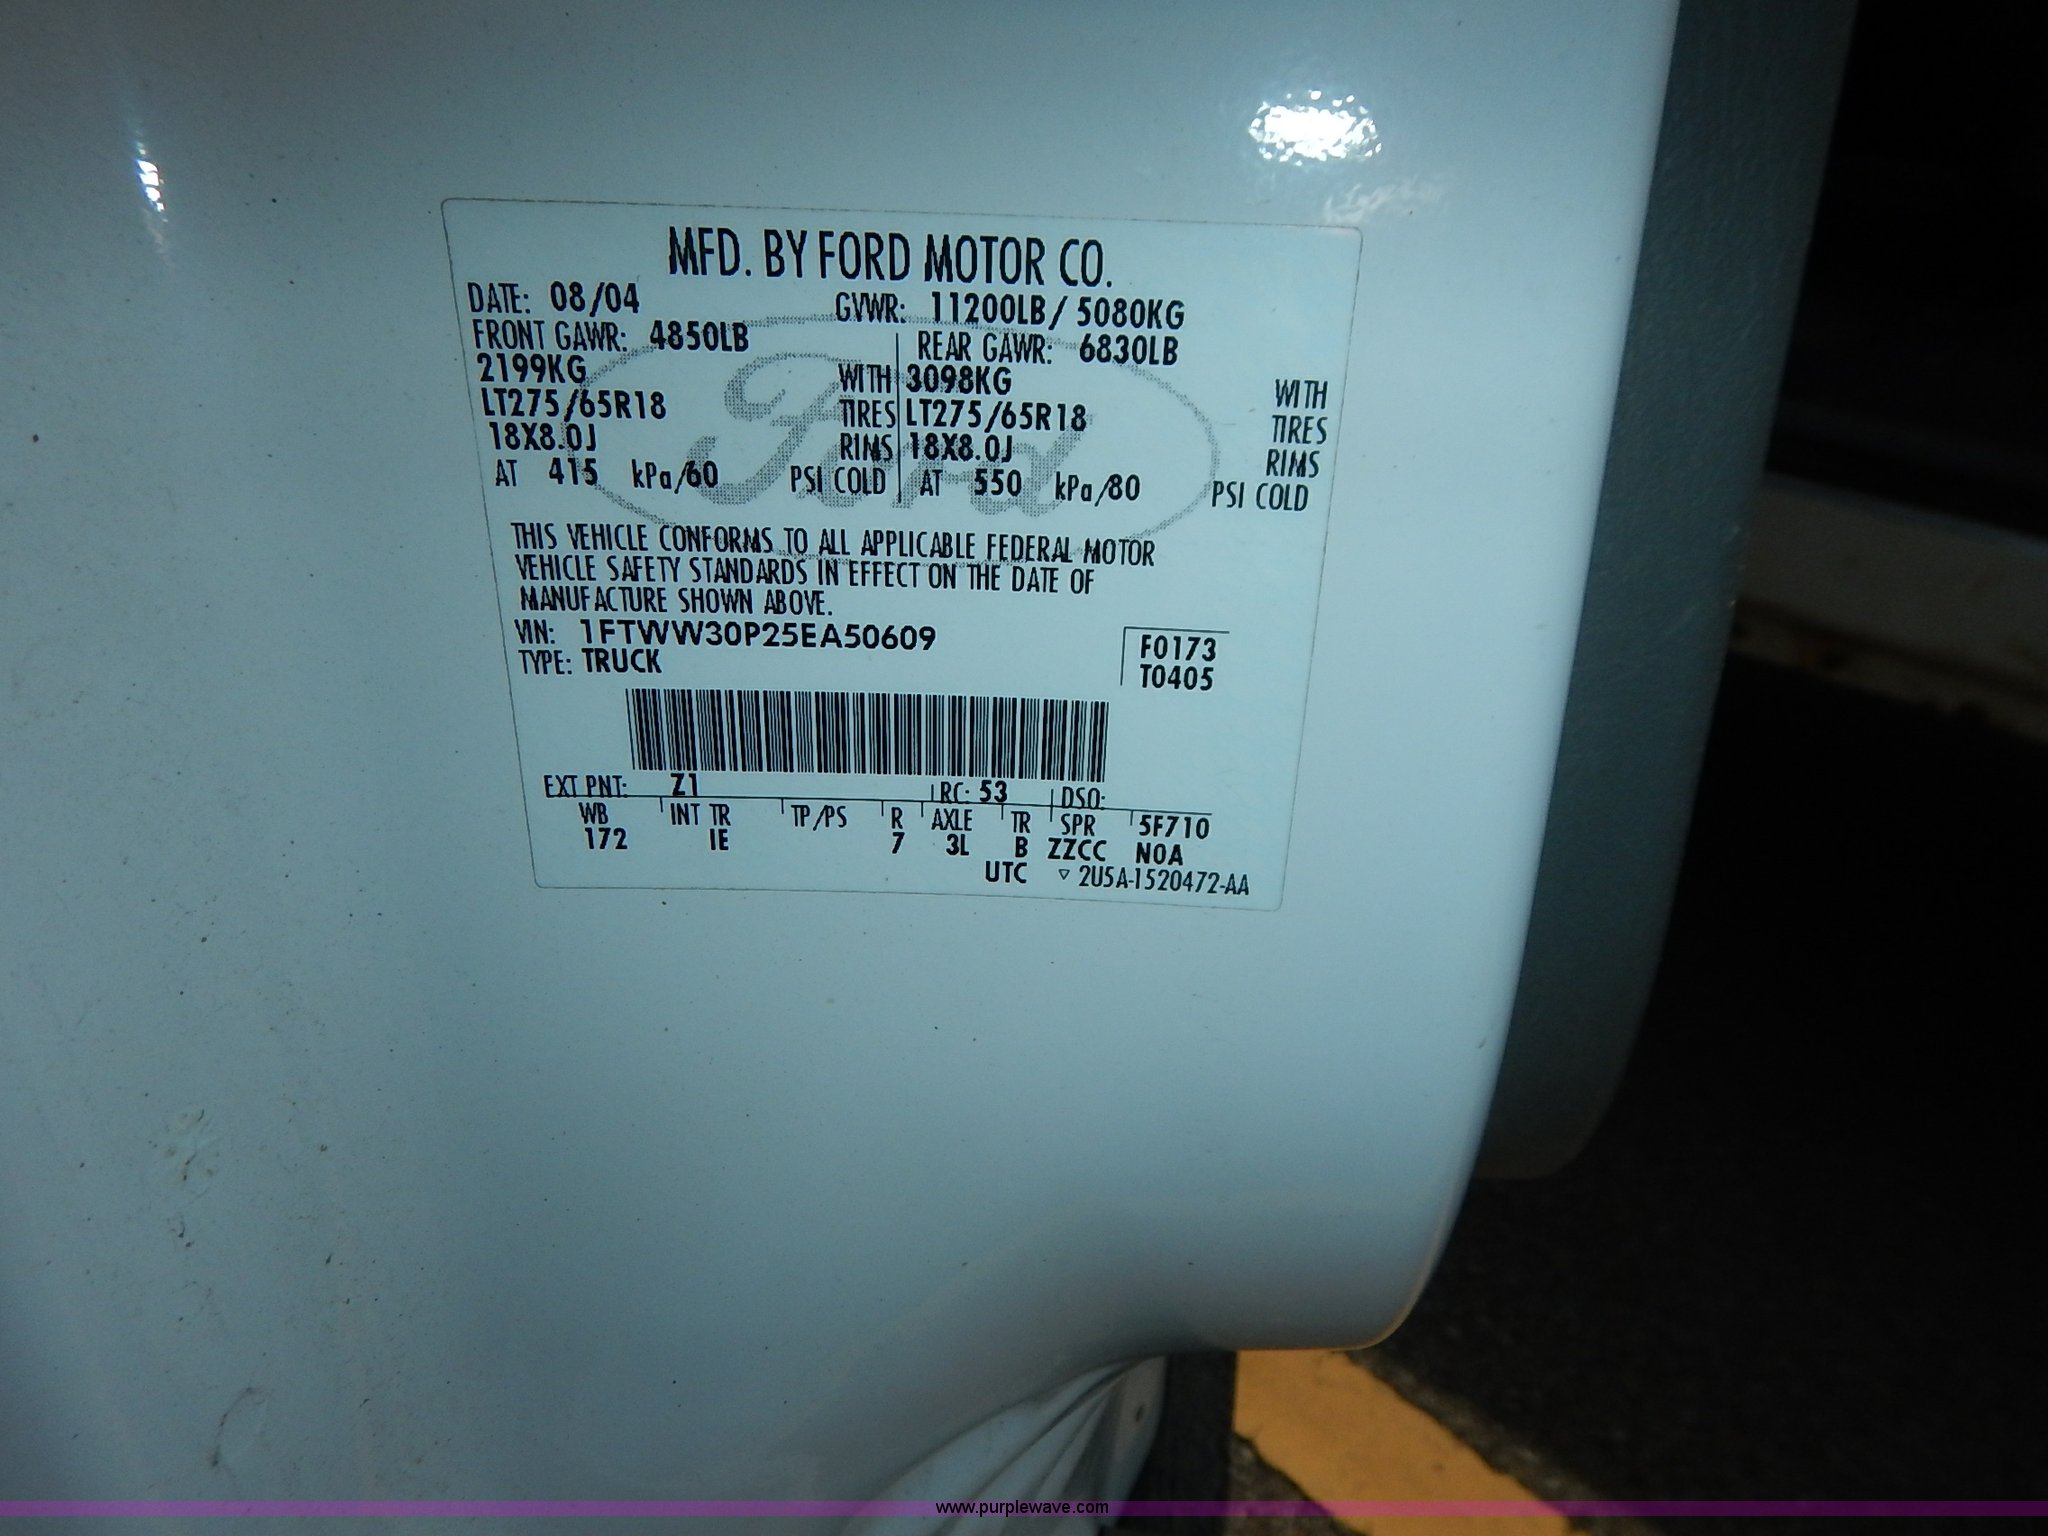 MFD. BY FORD MOTOR CO.
DATE: 08/04 GVWR: 11200LB/ 5080KG
FRONT GAWR: 4850LB REAR GAWR: 6830LB
2199KG WITH 3098KG WITH
LT275/65R18 TIRES LT275/65R18 TIRES
18X8.0J RIMS 18X8.0J RIMS
AT 415 kPa/60 PSI COLD AT 550 kPa/80 PSI COLD
Ford
THIS VEHICLE CONFORMS TO ALL APPLICABLE FEDERAL MOTOR
VEHICLE SAFETY STANDARDS IN EFFECT ON THE DATE OF
MANUFACTURE SHOWN ABOVE.
VIN: 1FTWW30P25EA50609 F0173
TYPE: TRUCK T0405
EXT PNT: Z1 RC: 53 DSO:
WB INT TR TP/PS R AXLE TR SPR 5F710
172 IE 7 3L B ZZCC N0A
UTC ▽ 2U5A-1520472-AA
www.purplewave.com